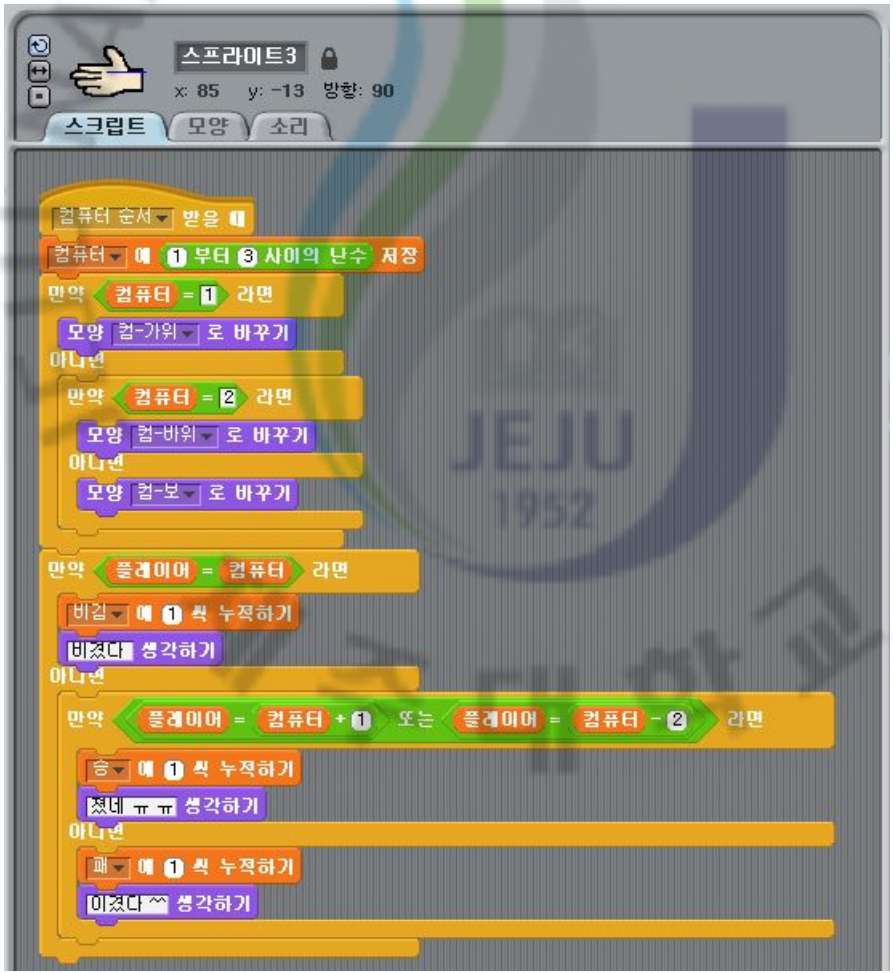 스프라이트3
x: 85 y: -13 방향: 90
스크립트 모양 소리
컴퓨터 순서 받을 때
컴퓨터 에 1 부터 3 사이의 난수 저장
만약 컴퓨터 = 1 라면
모양 컴-가위 로 바꾸기
아니면
만약 컴퓨터 = 2 라면
모양 컴-바위 로 바꾸기
아니면
모양 컴-보 로 바꾸기
만약 플레이어 = 컴퓨터 라면
비김 에 1 씩 누적하기
비겼다 생각하기
아니면
만약 플레이어 = 컴퓨터 + 1 또는 플레이어 = 컴퓨터 - 2 라면
승 에 1 씩 누적하기
졌네 ㅠ ㅠ 생각하기
아니면
패 에 1 씩 누적하기
이겼다 ^^ 생각하기
JEJU
1952
제주대학교